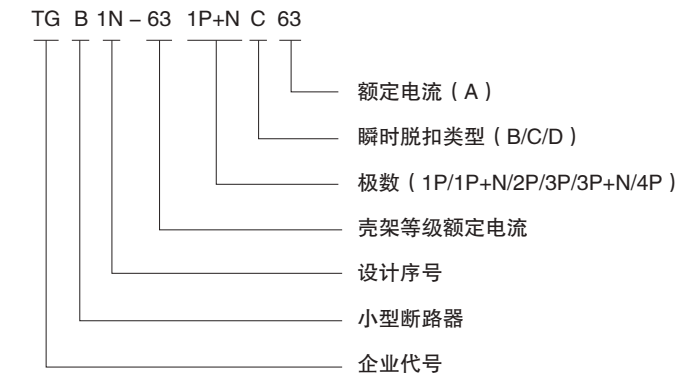 TG B 1N – 63 1P+N C 63
额定电流（A）
瞬时脱扣类型（B/C/D）
极数（1P/1P+N/2P/3P/3P+N/4P）
壳架等级额定电流
设计序号
小型断路器
企业代号